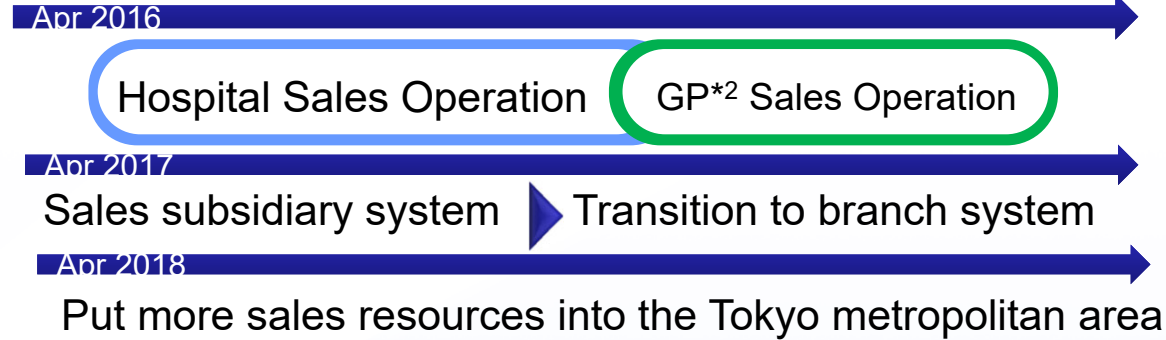 Apr 2016
Hospital Sales Operation
GP*2 Sales Operation
Apr 2017
Sales subsidiary system
Transition to branch system
Apr 2018
Put more sales resources into the Tokyo metropolitan area